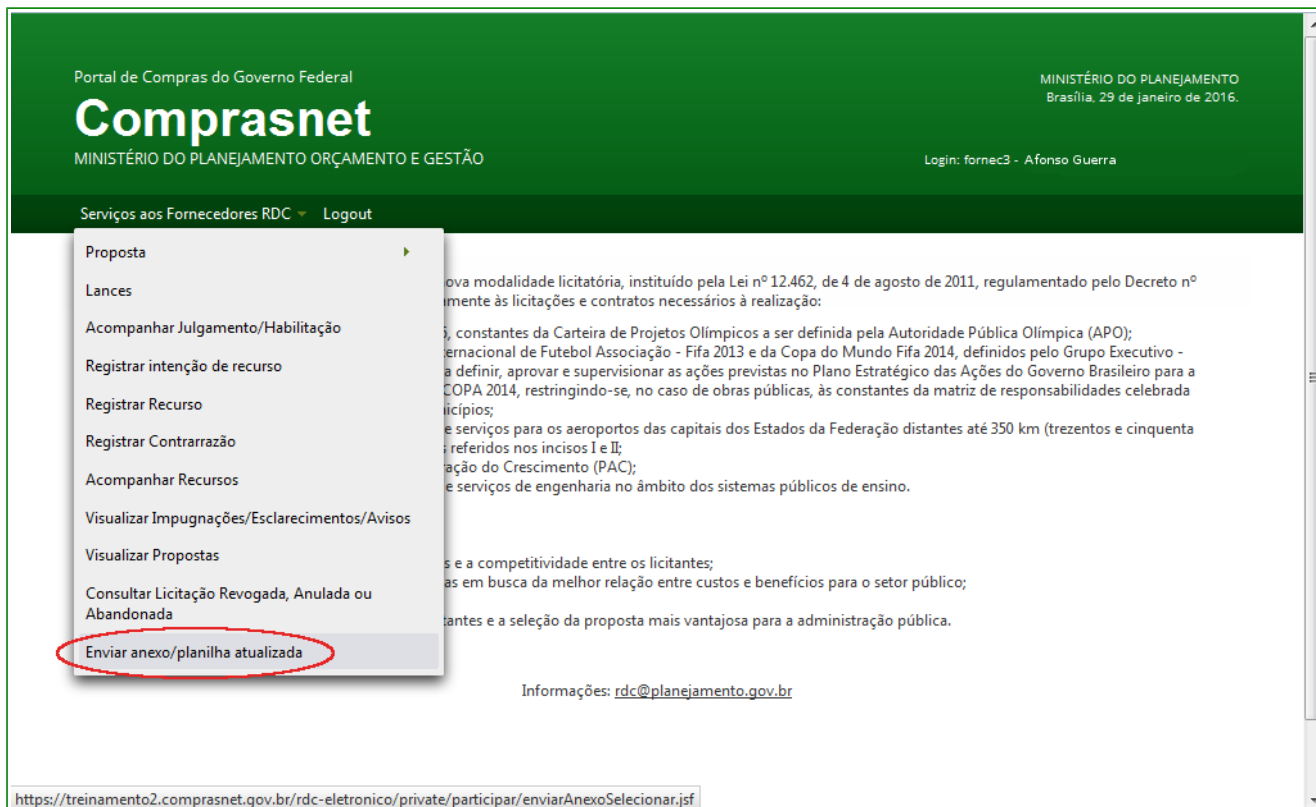 Portal de Compras do Governo Federal
Comprasnet
MINISTÉRIO DO PLANEJAMENTO ORÇAMENTO E GESTÃO
MINISTÉRIO DO PLANEJAMENTO
Brasília, 29 de janeiro de 2016.
Login: fornec3 - Afonso Guerra
Serviços aos Fornecedores RDC Logout
Proposta
Lances
Acompanhar Julgamento/Habilitação
Registrar intenção de recurso
Registrar Recurso
Registrar Contrarrazão
Acompanhar Recursos
Visualizar Impugnações/Esclarecimentos/Avisos
Visualizar Propostas
Consultar Licitação Revogada, Anulada ou
Abandonada
Enviar anexo/planilha atualizada
nova modalidade licitatória, instituído pela Lei nº 12.462, de 4 de agosto de 2011, regulamentado pelo Decreto nº
às licitações e contratos necessários à realização:
constantes da Carteira de Projetos Olímpicos a ser definida pela Autoridade Pública Olímpica (APO);
de Futebol Associação - Fifa 2013 e da Copa do Mundo Fifa 2014, definidos pelo Grupo Executivo -
a definir, aprovar e supervisionar as ações previstas no Plano Estratégico das Ações do Governo Brasileiro para a
COPA 2014, restringindo-se, no caso de obras públicas, às constantes da matriz de responsabilidades celebrada
e serviços para os aeroportos das capitais dos Estados da Federação distantes até 350 km (trezentos e cinquenta
referidos nos incisos I e II;
do Crescimento (PAC);
e serviços de engenharia no âmbito dos sistemas públicos de ensino.
e a competitividade entre os licitantes;
em busca da melhor relação entre custos e benefícios para o setor público;
e a seleção da proposta mais vantajosa para a administração pública.
Informações: rdc@planejamento.gov.br
https://treinamento2.comprasnet.gov.br/rdc-eletronico/private/participar/enviarAnexoSelecionar.jsf